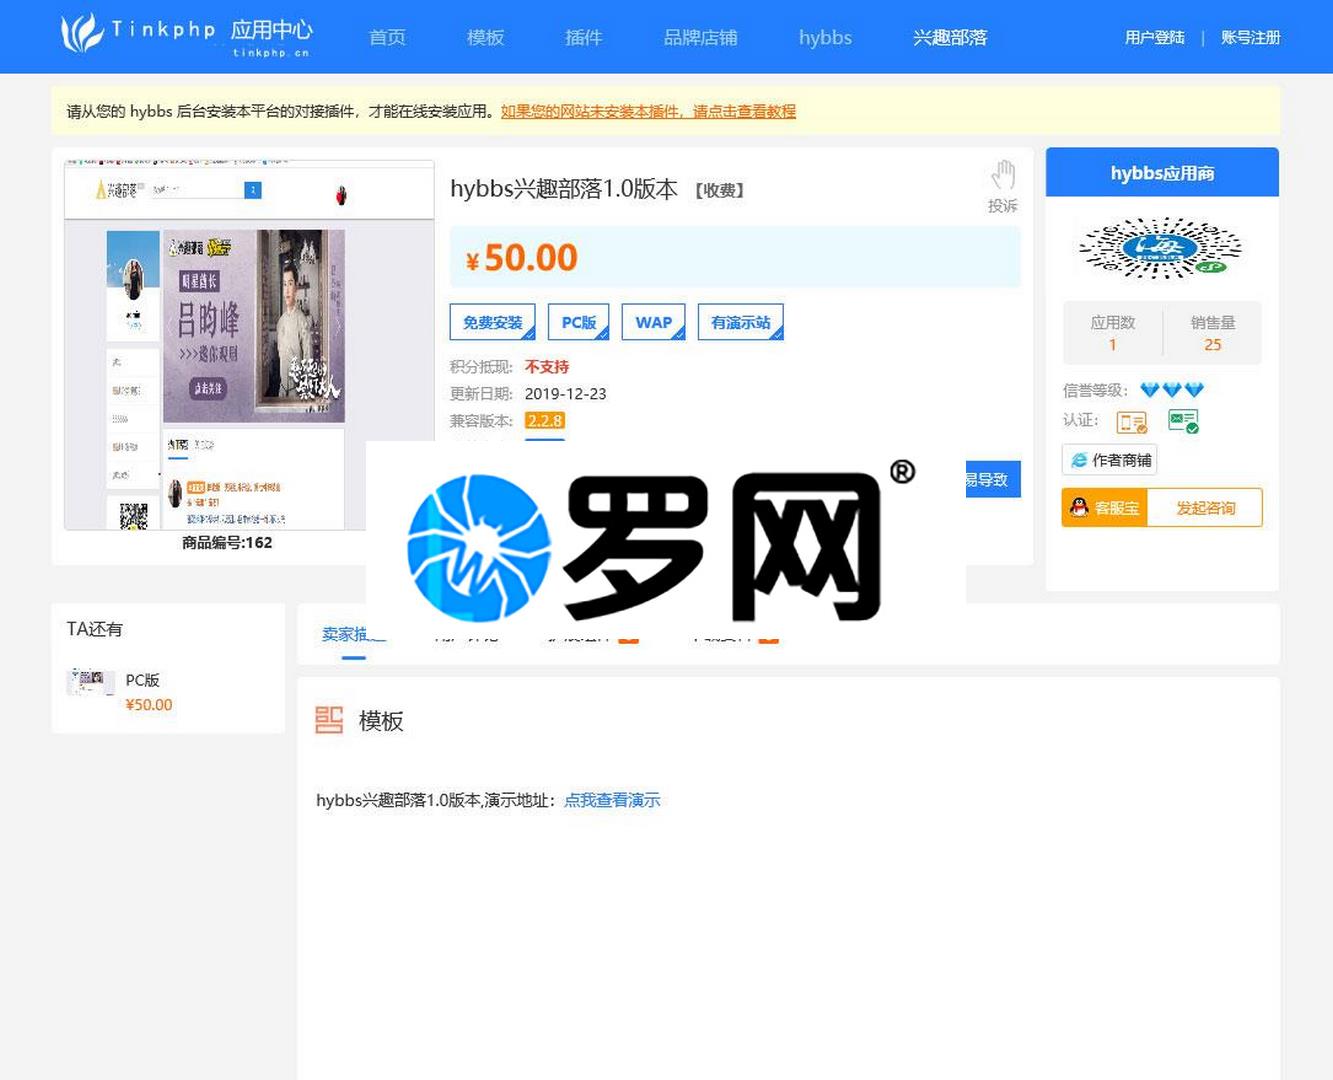 Tinkphp 应用中心
tinkphp.cn
首页
模板
插件
品牌店铺
hybbs
兴趣部落
用户登陆 | 账号注册
请从您的 hybbs 后台安装本平台的对接插件，才能在线安装应用。如果您的网站未安装本插件，请点击查看教程
兴趣部落
明星酋长
吕昀峰
>>>邀你观剧
点击关注
商品编号:162
hybbs兴趣部落1.0版本 【收费】
投诉
¥50.00
免费安装
PC版
WAP
有演示站
积分抵现: 不支持
更新日期: 2019-12-23
兼容版本: 2.2.8
易导致
罗网®
hybbs应用商
海
应用数
1
销售量
25
信誉等级:
认证:
作者商铺
客服宝
发起咨询
TA还有
PC版
¥50.00
卖家描述
模板
hybbs兴趣部落1.0版本,演示地址：点我查看演示